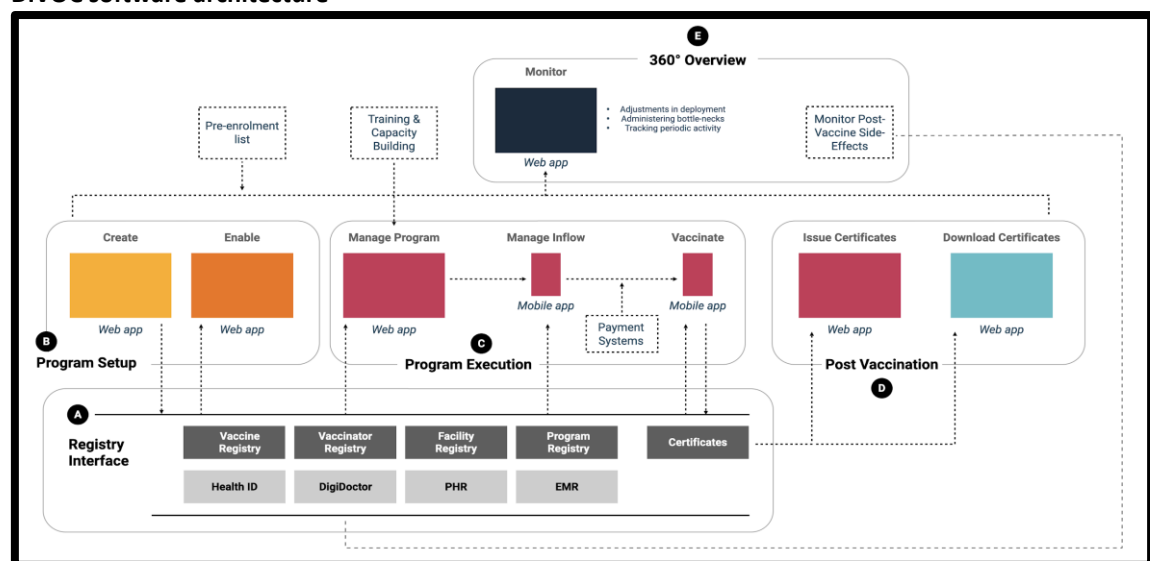 DIVOC software architecture
E
360° Overview
Monitor
• Adjustments in deployment
• Administering bottle-necks
• Tracking periodic activity
Web app
Pre-enrolment
list
Training &
Capacity
Building
Monitor Post-
Vaccine Side-
Effects
Create
Enable
Web app
Web app
B
Program Setup
Manage Program
Manage Inflow
Vaccinate
Web app
Mobile app
Mobile app
Payment
Systems
C
Program Execution
Issue Certificates
Download Certificates
Web app
Web app
Post Vaccination
D
A
Registry
Interface
Vaccine
Registry
Vaccinator
Registry
Facility
Registry
Program
Registry
Certificates
Health ID
DigiDoctor
PHR
EMR